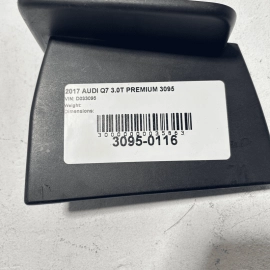 2017 AUDI Q7 3.0T PREMIUM 3095
VIN: D003095
Weight:
Dimensions:
3095-0116